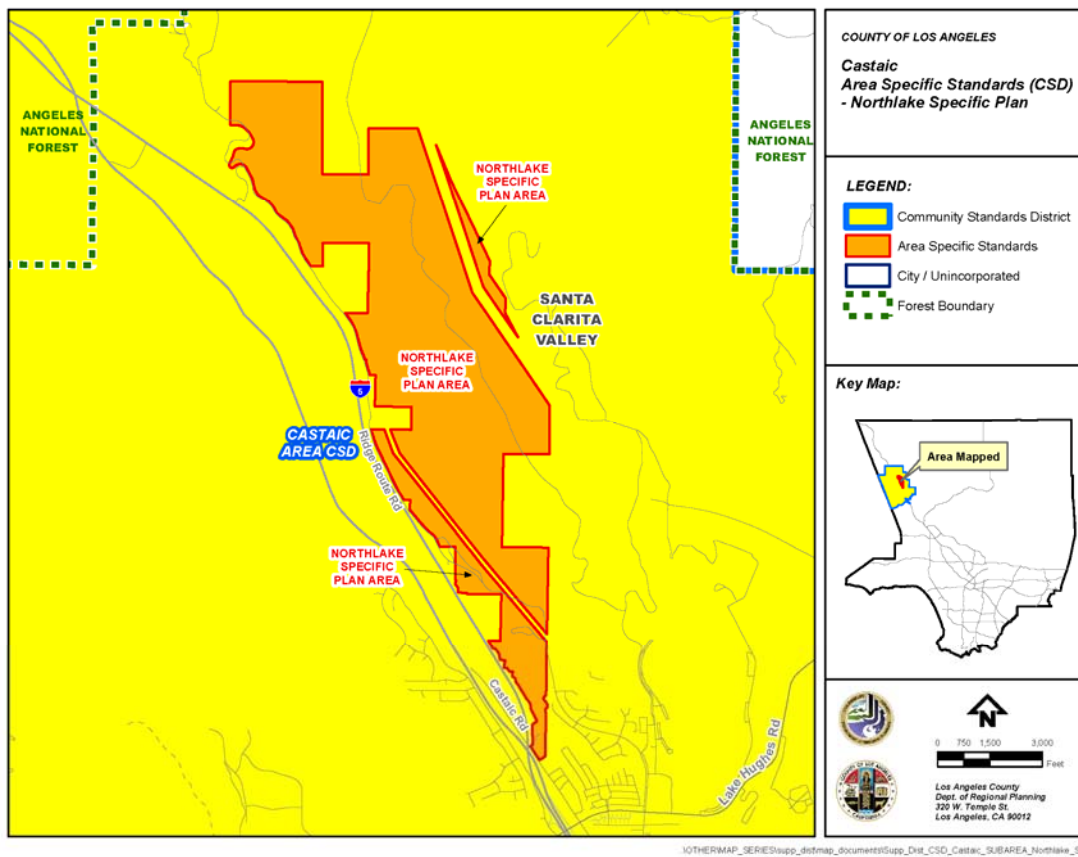 ANGELES
NATIONAL
FOREST
NORTHLAKE
SPECIFIC
PLAN AREA
ANGELES
NATIONAL
FOREST
SANTA
CLARITA
VALLEY
NORTHLAKE
SPECIFIC
PLAN AREA
5
CASTAIC
AREA CSD
Ridge Route Rd
NORTHLAKE
SPECIFIC
PLAN AREA
Castaic Rd
Lake Hughes Rd
COUNTY OF LOS ANGELES
Castaic
Area Specific Standards (CSD)
- Northlake Specific Plan
LEGEND:
Community Standards District
Area Specific Standards
City / Unincorporated
Forest Boundary
Key Map:
Area Mapped
N
0 750 1,500 3,000
Feet
Los Angeles County
Dept. of Regional Planning
320 W. Temple St.
Los Angeles, CA 90012